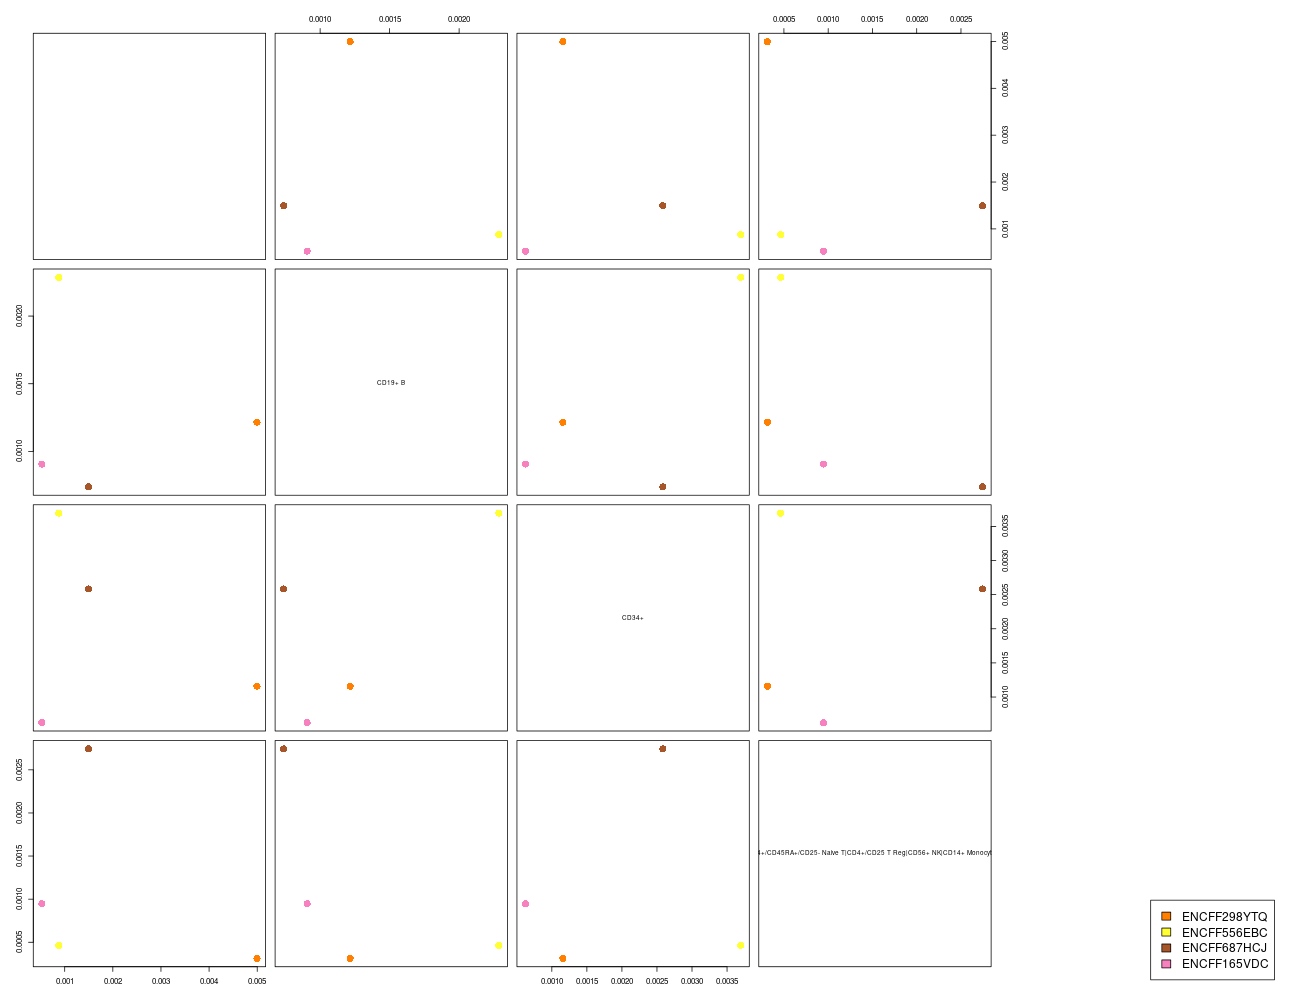 0.0010 0.0015 0.0020
0.0005 0.0010 0.0015 0.0020 0.0025
0.005
0.004
0.003
0.002
0.001
0.0020
0.0015
0.0010
CD19+ B
CD34+
0.0035
0.0030
0.0025
0.0020
0.0015
0.0010
0.0025
0.0020
0.0015
0.0010
0.0005
+/CD45RA+/CD25- Naive T|CD4+/CD25 T Reg|CD56+ NK|CD14+ Monocy
0.001 0.002 0.003 0.004 0.005
0.0010 0.0015 0.0020 0.0025 0.0030 0.0035
ENCFF298YTQ
ENCFF556EBC
ENCFF687HCJ
ENCFF165VDC